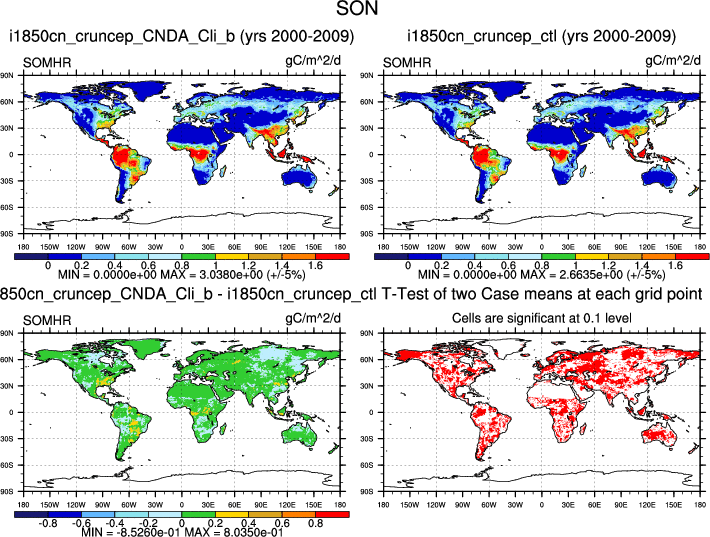 SON
i1850cn_cruncep_CNDA_Cli_b (yrs 2000-2009)
i1850cn_cruncep_ctl (yrs 2000-2009)
SOMHR gC/m^2/d
SOMHR gC/m^2/d
90N
60N
30N
0
30S
60S
90S
180 150W 120W 90W 60W 30W 0 30E 60E 90E 120E 150E 180
90N
60N
30N
0
30S
60S
90S
180 150W 120W 90W 60W 30W 0 30E 60E 90E 120E 150E 180
0 0.2 0.4 0.6 0.8 1 1.2 1.4 1.6
MIN = 0.0000e+00 MAX = 3.0380e+00 (+/-5%)
0 0.2 0.4 0.6 0.8 1 1.2 1.4 1.6
MIN = 0.0000e+00 MAX = 2.6635e+00 (+/-5%)
850cn_cruncep_CNDA_Cli_b - i1850cn_cruncep_ctl
T-Test of two Case means at each grid point
SOMHR gC/m^2/d
Cells are significant at 0.1 level
90N
60N
30N
0
30S
60S
90S
180 150W 120W 90W 60W 30W 0 30E 60E 90E 120E 150E 180
90N
60N
30N
0
30S
60S
90S
180 150W 120W 90W 60W 30W 0 30E 60E 90E 120E 150E 180
-0.8 -0.6 -0.4 -0.2 0 0.2 0.4 0.6 0.8
MIN = -8.5260e-01 MAX = 8.0350e-01